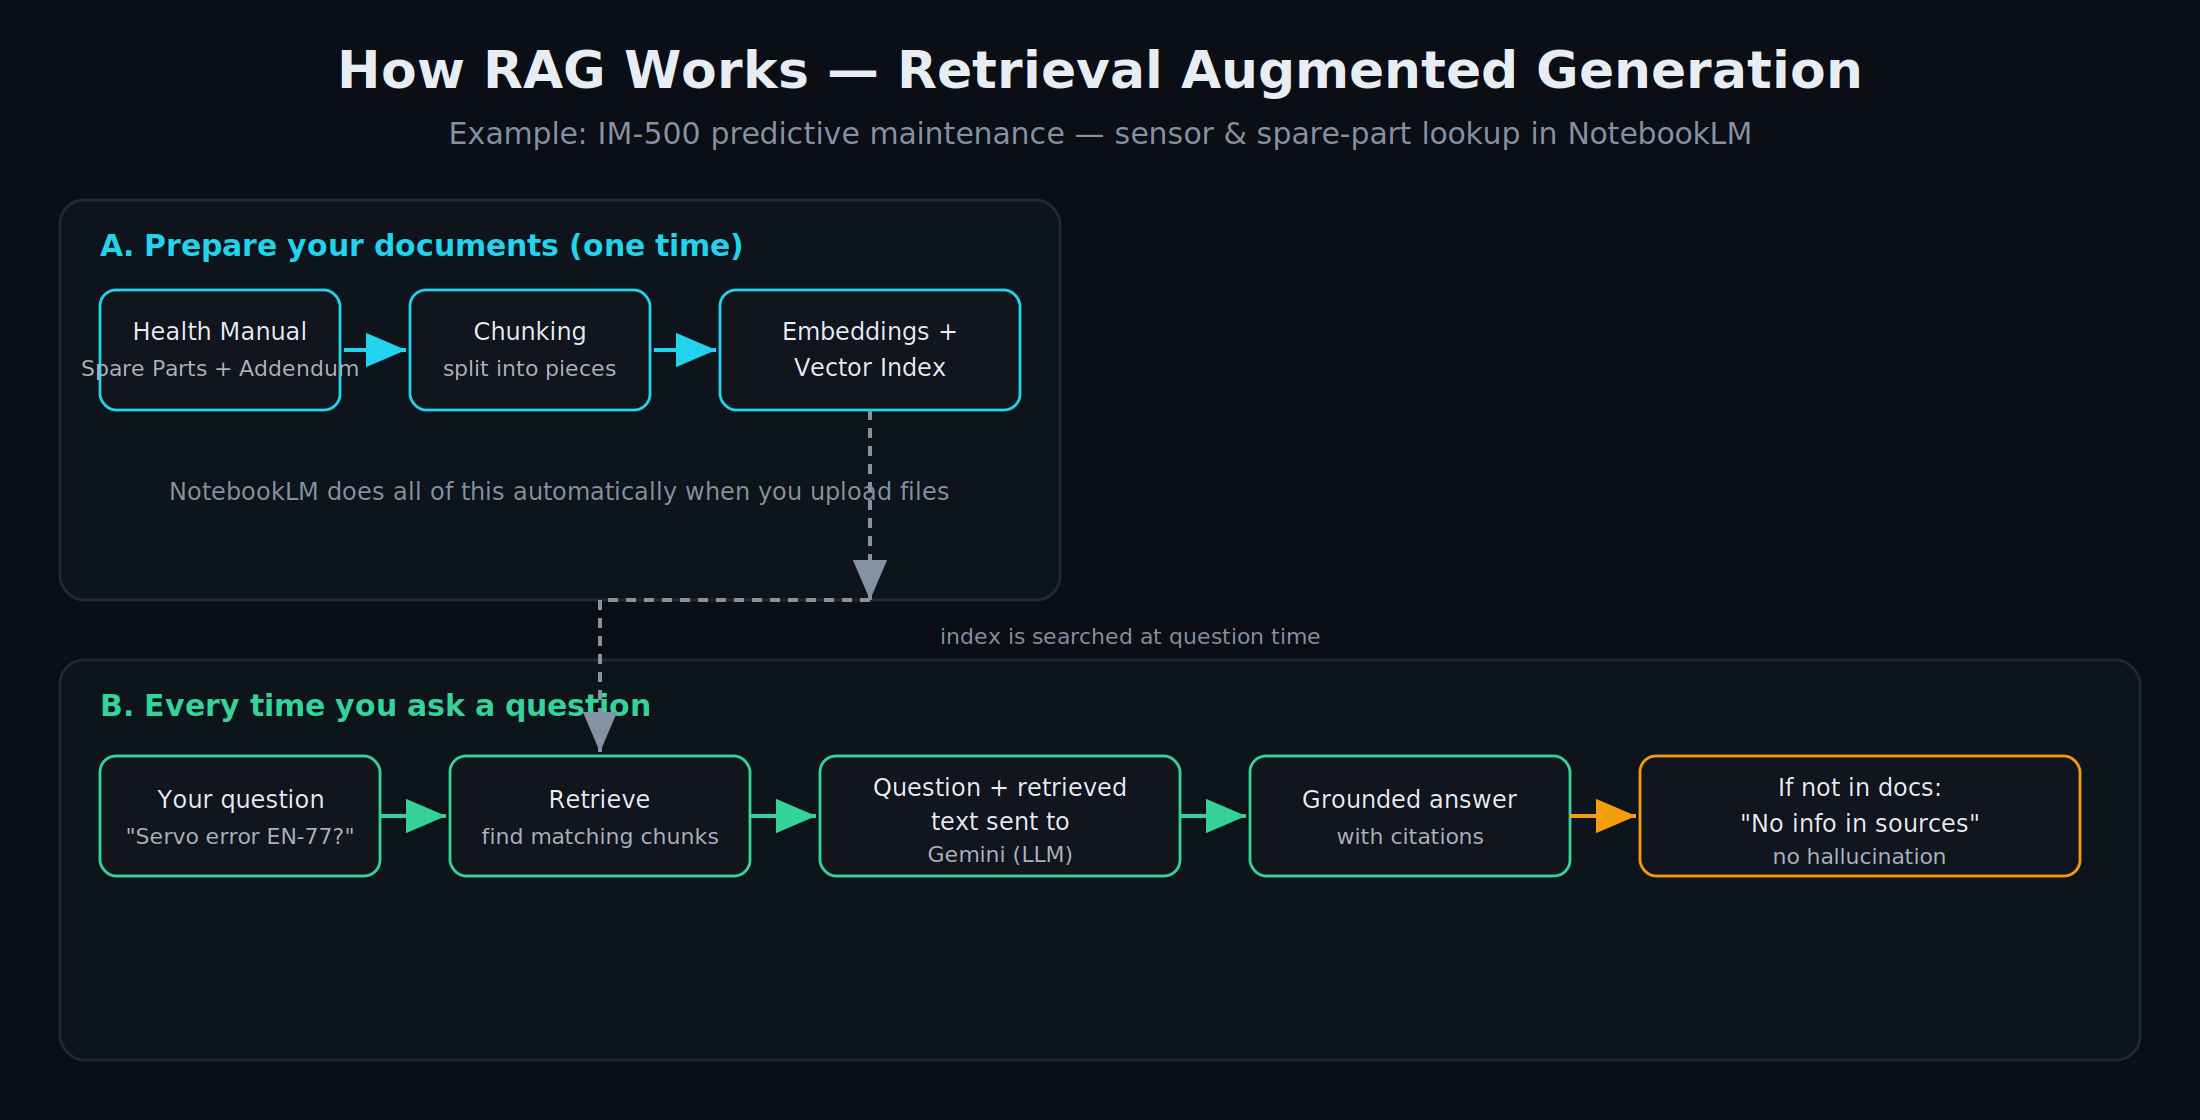 How RAG Works — Retrieval Augmented Generation
Example: IM-500 predictive maintenance — sensor & spare-part lookup in NotebookLM
A. Prepare your documents (one time)
Health Manual
Spare Parts + Addendum
Chunking
split into pieces
Embeddings +
Vector Index
NotebookLM does all of this automatically when you upload files
index is searched at question time
B. Every time you ask a question
Your question
"Servo error EN-77?"
Retrieve
find matching chunks
Question + retrieved
text sent to
Gemini (LLM)
Grounded answer
with citations
If not in docs:
"No info in sources"
no hallucination